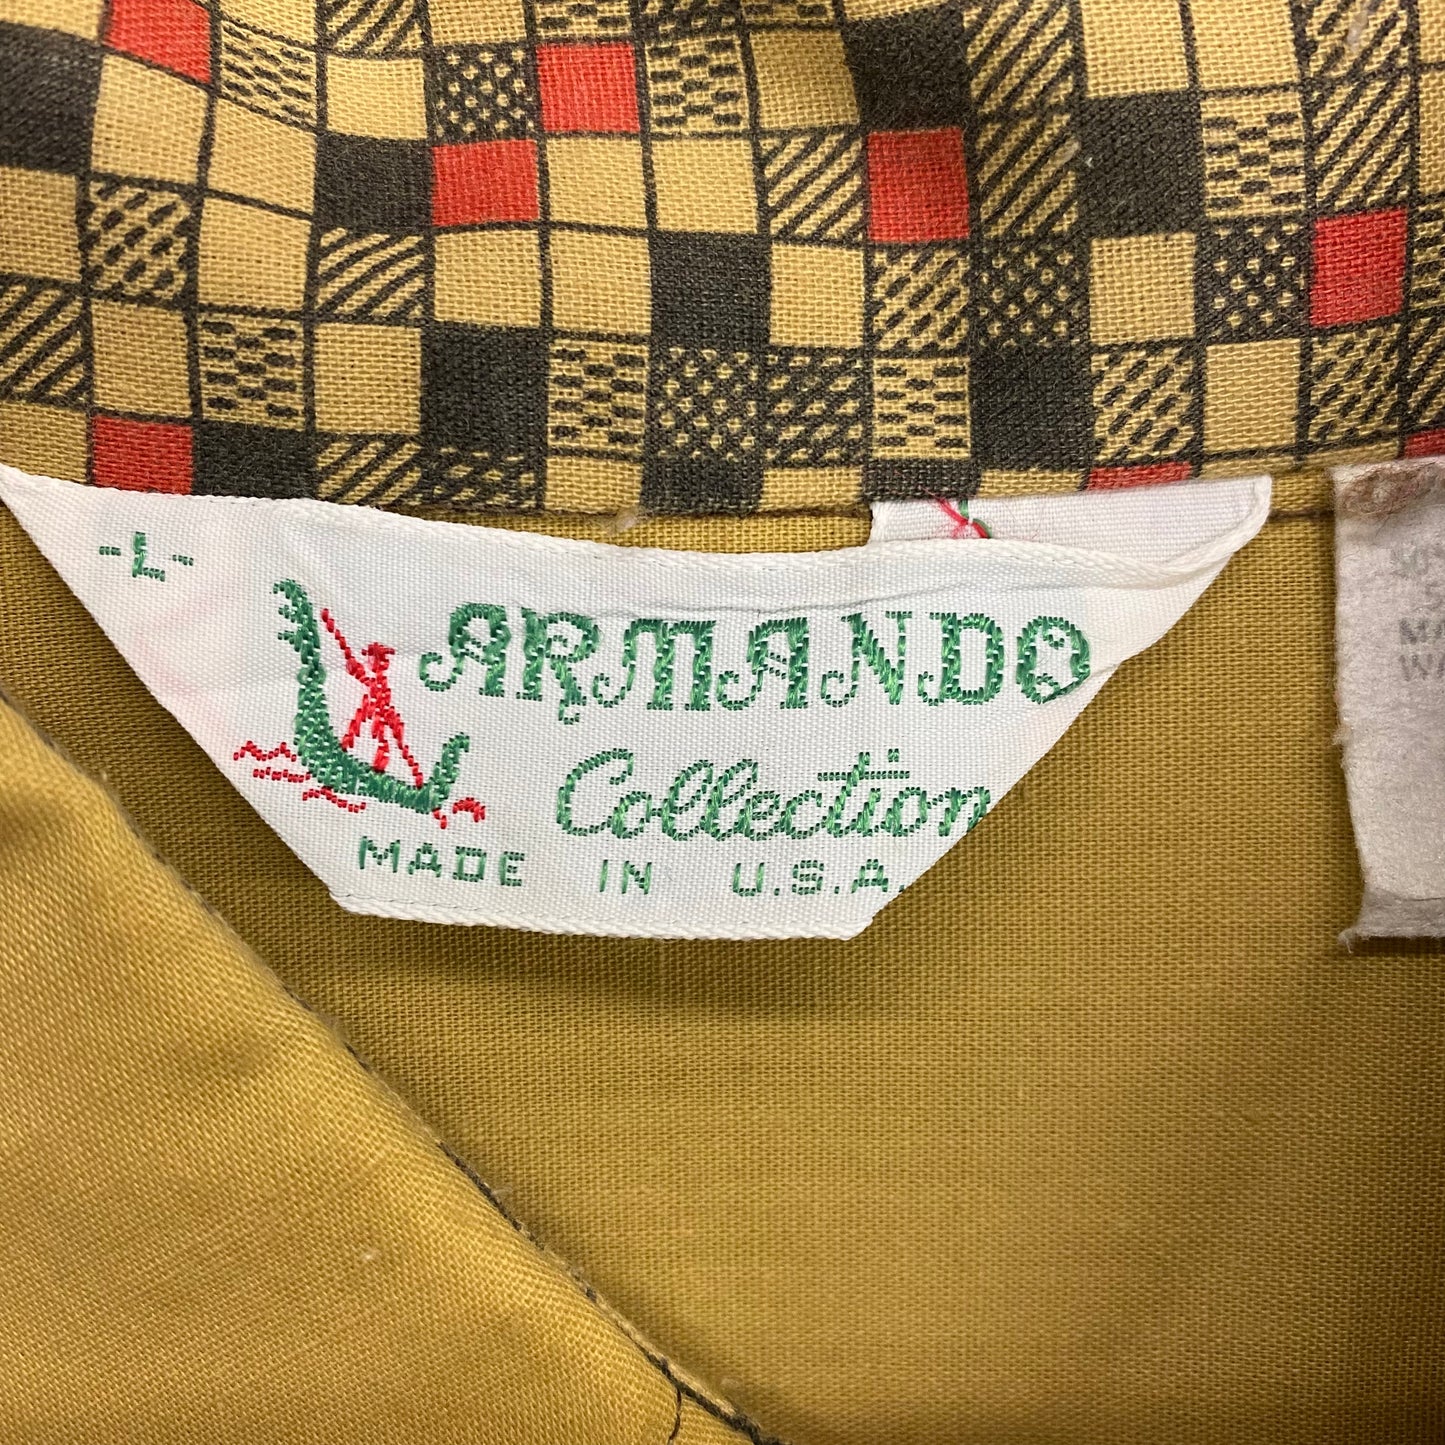 -L-
ARMANDO
Collection
MADE IN U.S.A.